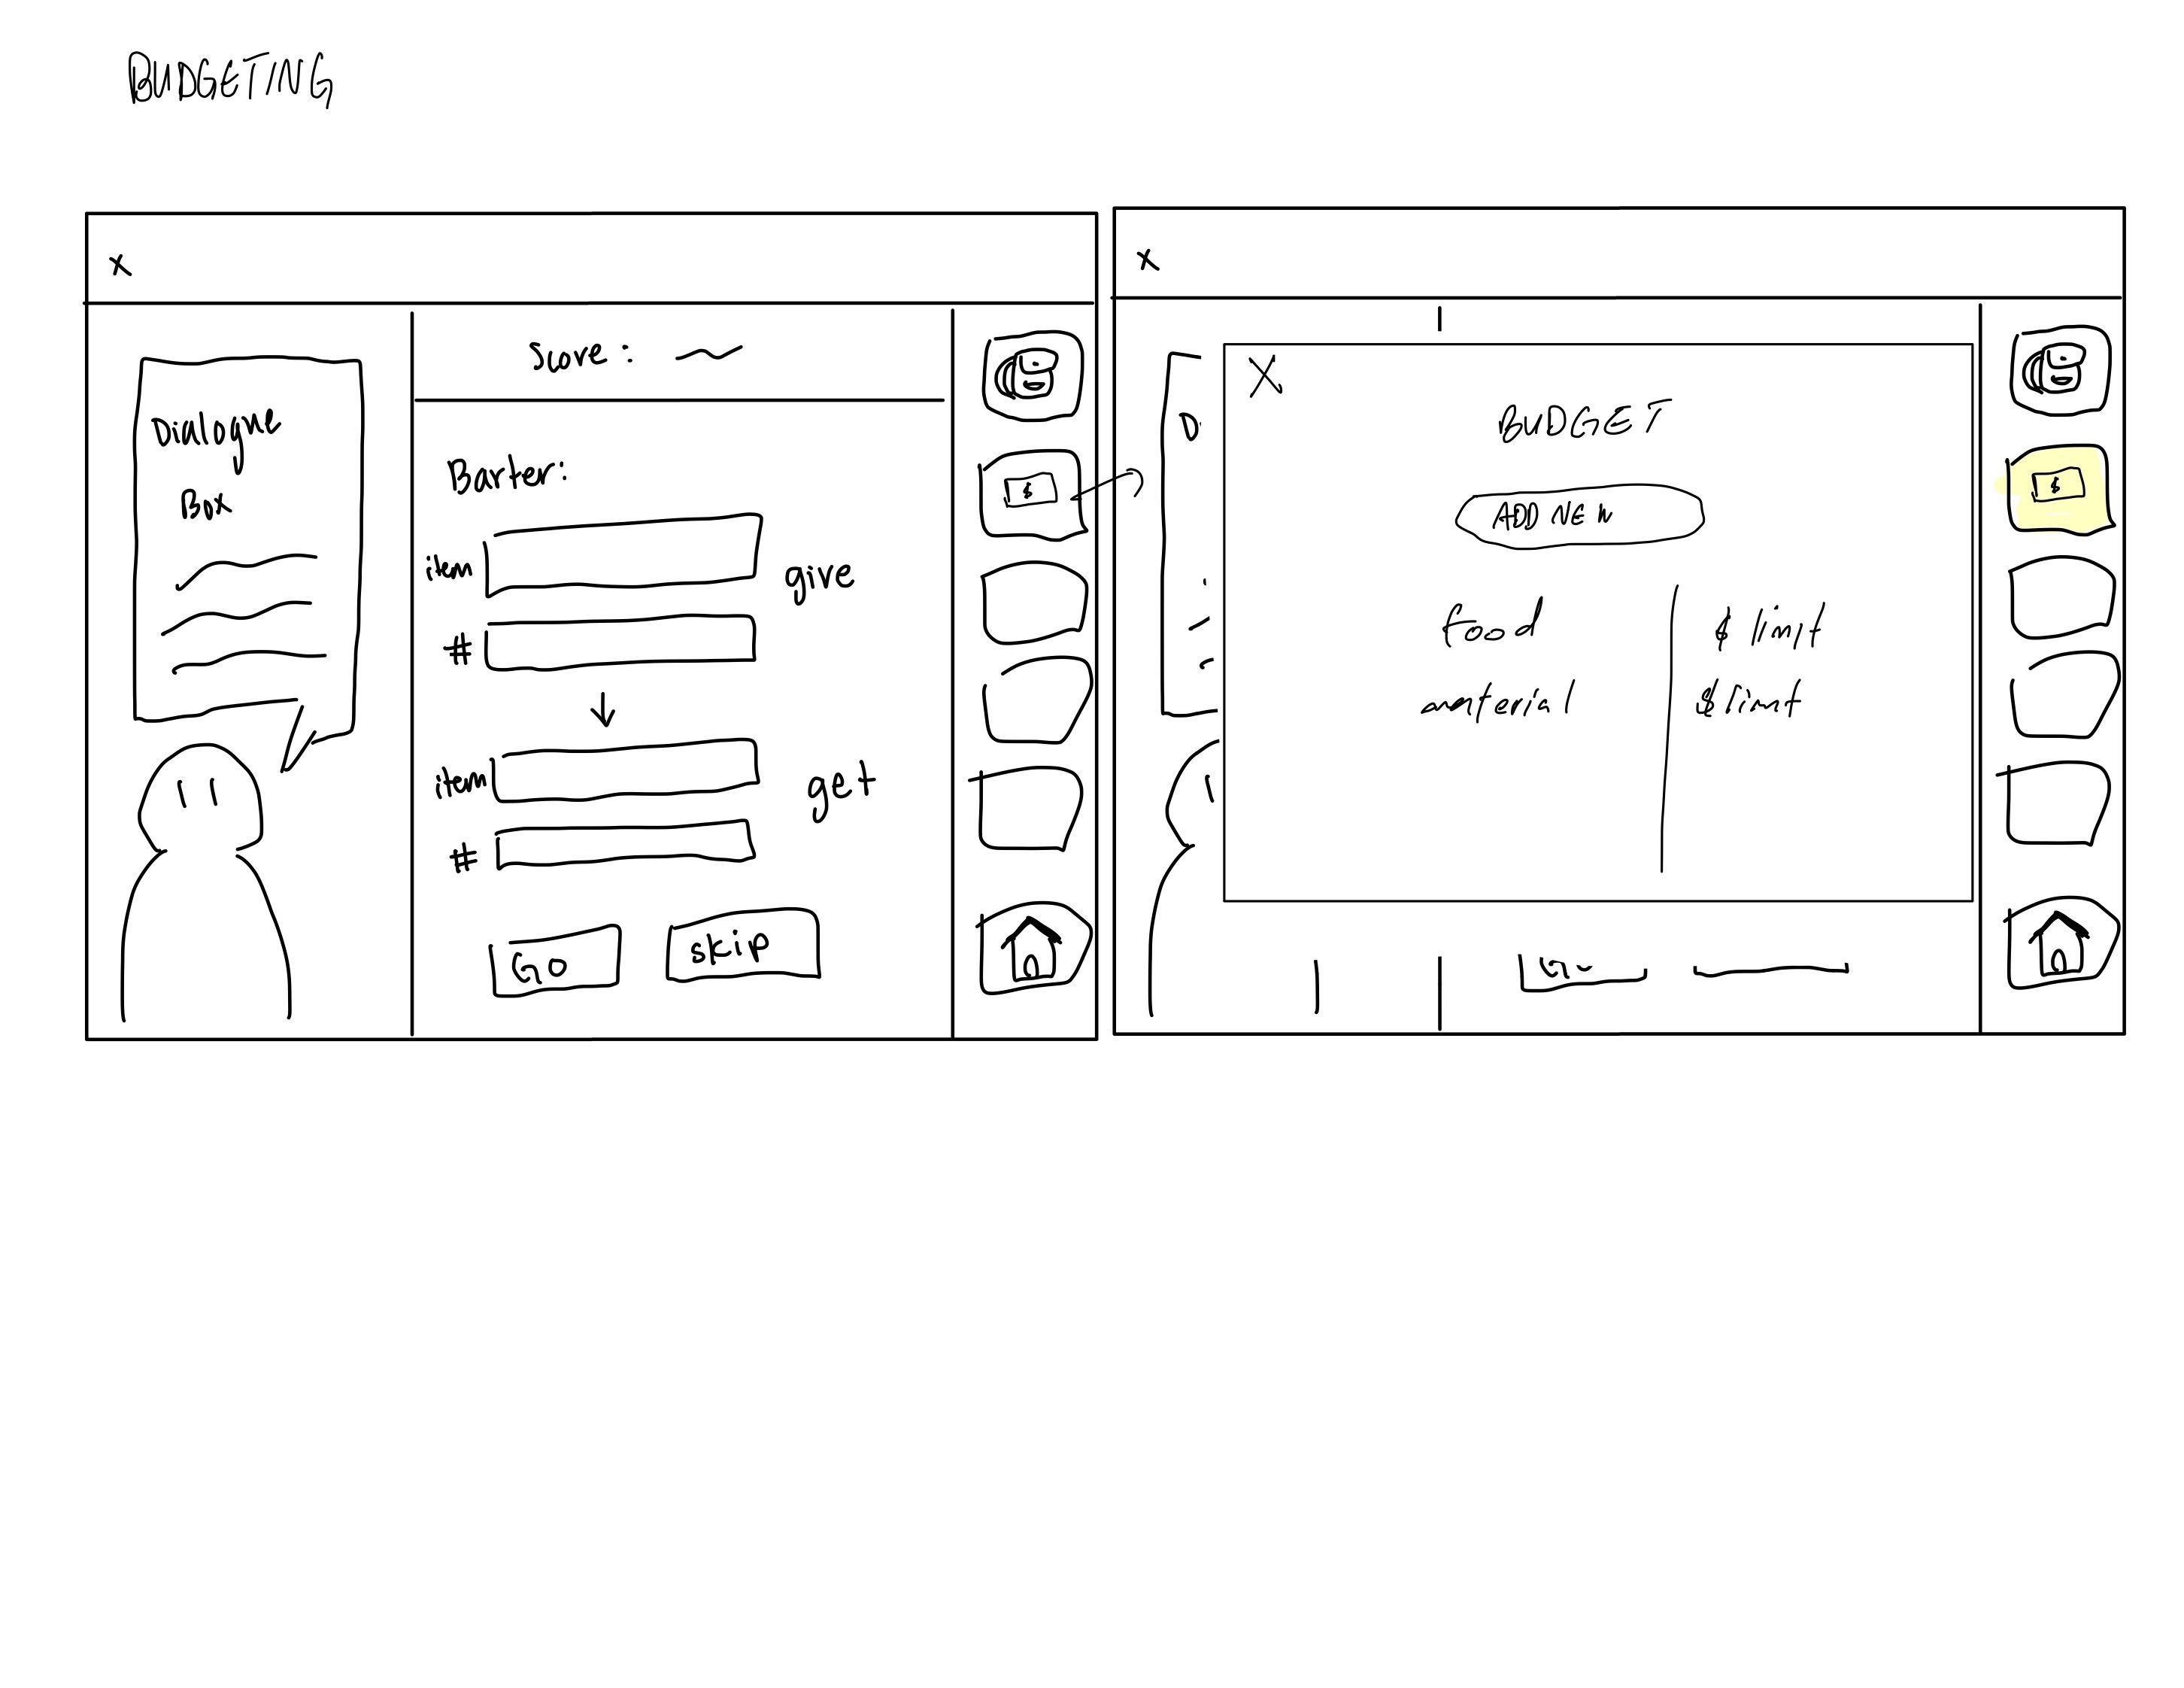 BUDGETING
x
Score:
Dialogue
Box
Barter:
item
give
#
item
get
#
Go
skip
$
x
X
BUDGET
ADD NEW
food
$ limit
material
$ limit
$
D